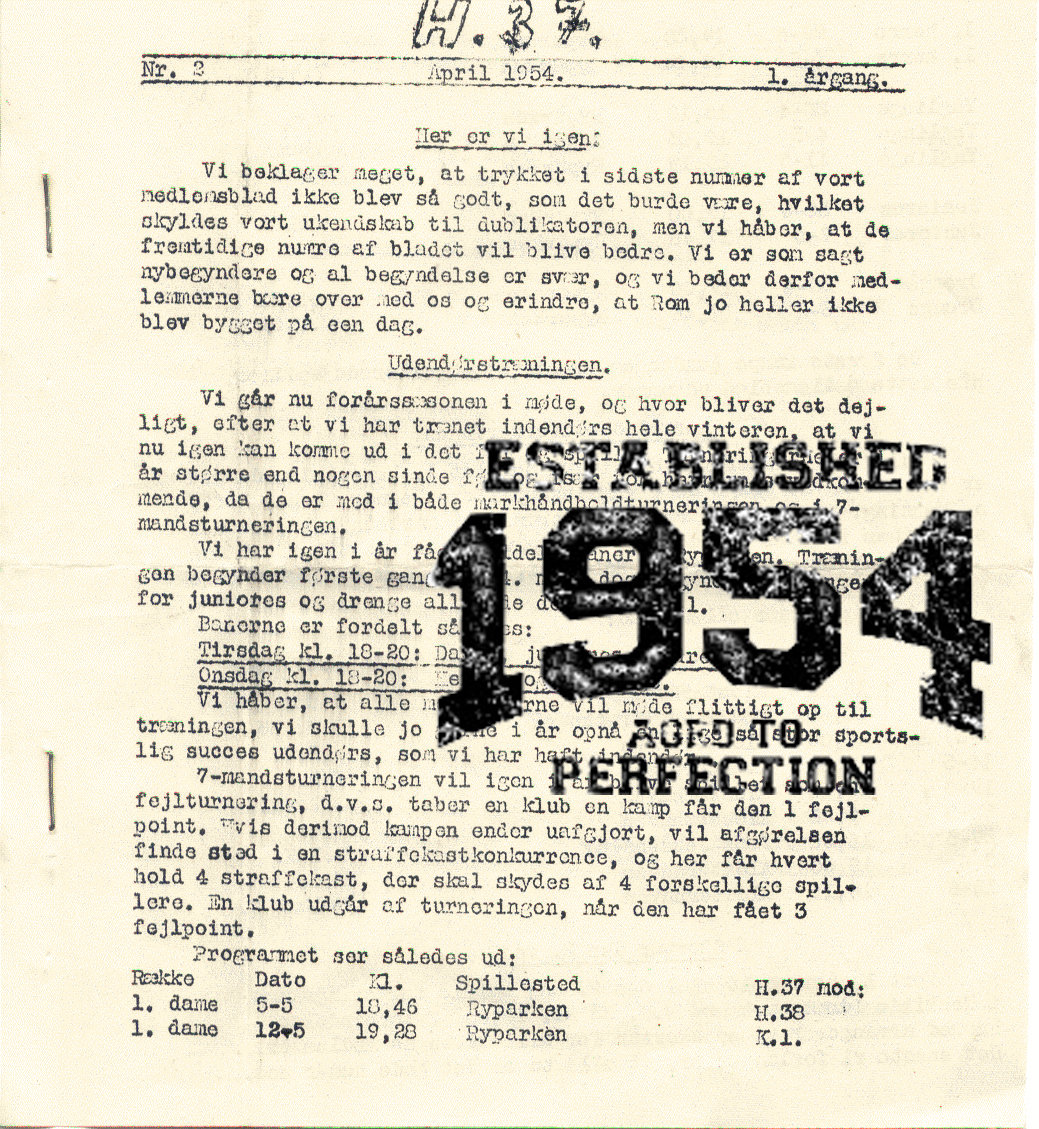 H. 37.
Nr. 2 April 1954. 1. årgang.
Her er vi igen!
Vi beklager meget, at trykket i sidste nummer af vort
medlemsblad ikke blev så godt, som det burde være, hvilket
skyldes vort ukendskab til dublikatoren, men vi håber, at de
fremtidige numre af bladet vil blive bedre. Vi er som sagt
nybegyndere og al begyndelse er svær, og vi beder derfor med-
lemmerne bære over med os og erindre, at Rom jo heller ikke
blev bygget på een dag.
Udendørstræningen.
Vi går nu forårssæsonen i møde, og hvor bliver det dej-
ligt, efter at vi har trænet indendørs hele vinteren, at vi
nu igen kan komme ud i det
år større end nogen sinde
mende, da de er med i både markhåndboldturneringen og i 7-
mandsturneringen.
Vi har igen i år Trænin-
gen begynder første gang
for juniores og drenge
Banerne er fordelt
Tirsdag kl. 18-20:
Onsdag kl. 18-20:
Vi håber, at alle vil møde flittigt op til
træningen, vi skulle jo i år opnå så stor sports-
lig succes udendørs, som vi har haft
7-mandsturneringen vil igen
fejlturnering, d.v.s. taber en klub en kamp får den 1 fejl-
point. Hvis derimod kampen ender uafgjort, vil afgørelsen
finde sted i en straffekastkonkurrence, og her får hvert
hold 4 straffekast, der skal skydes af 4 forskellige spil-
lere. En klub udgår af turneringen, når den har fået 3
fejlpoint.
Programmet ser således ud:
Række Dato Kl. Spillested H.37 mod:
1. dame 5-5 18,46 Ryparken H.38
1. dame 12-5 19,28 Ryparken K.1.
ESTABLISHED
1954
AGED TO
PERFECTION